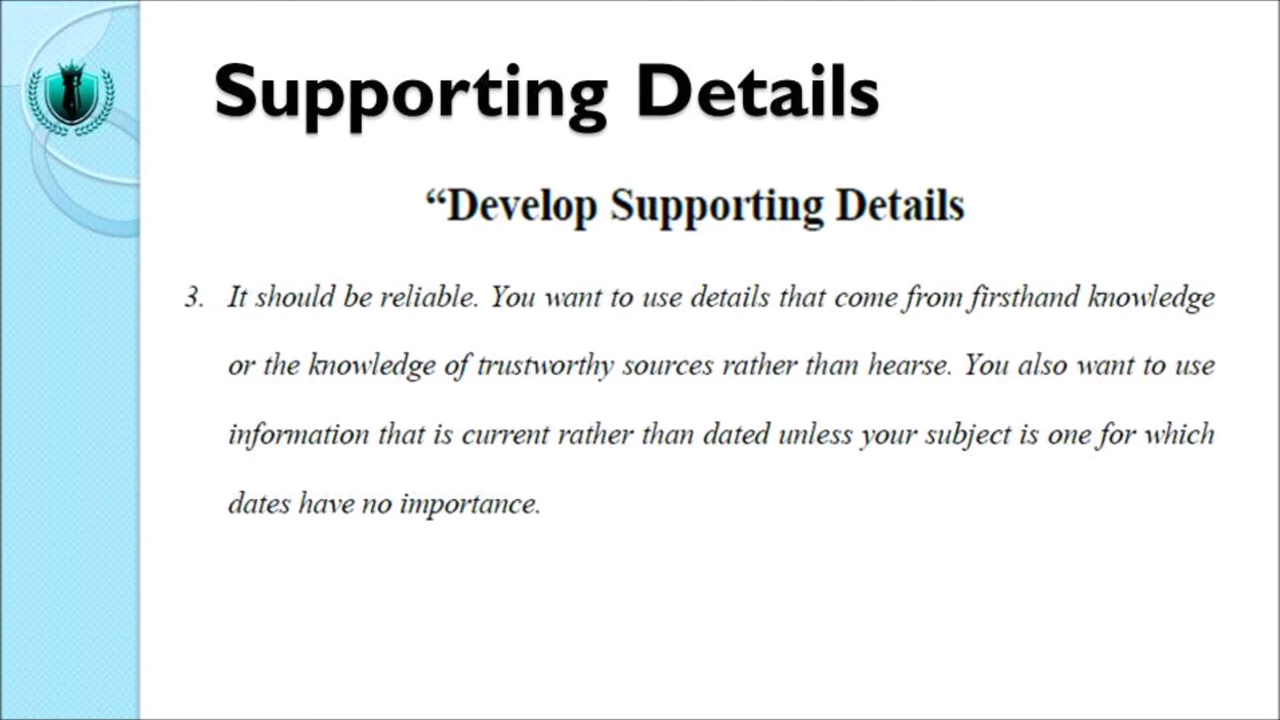 Supporting Details
“Develop Supporting Details
3. It should be reliable. You want to use details that come from firsthand knowledge
or the knowledge of trustworthy sources rather than hearse. You also want to use
information that is current rather than dated unless your subject is one for which
dates have no importance.